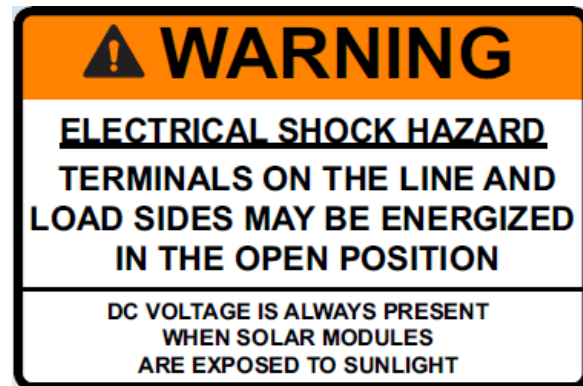 WARNING
ELECTRICAL SHOCK HAZARD
TERMINALS ON THE LINE AND
LOAD SIDES MAY BE ENERGIZED
IN THE OPEN POSITION
DC VOLTAGE IS ALWAYS PRESENT
WHEN SOLAR MODULES
ARE EXPOSED TO SUNLIGHT